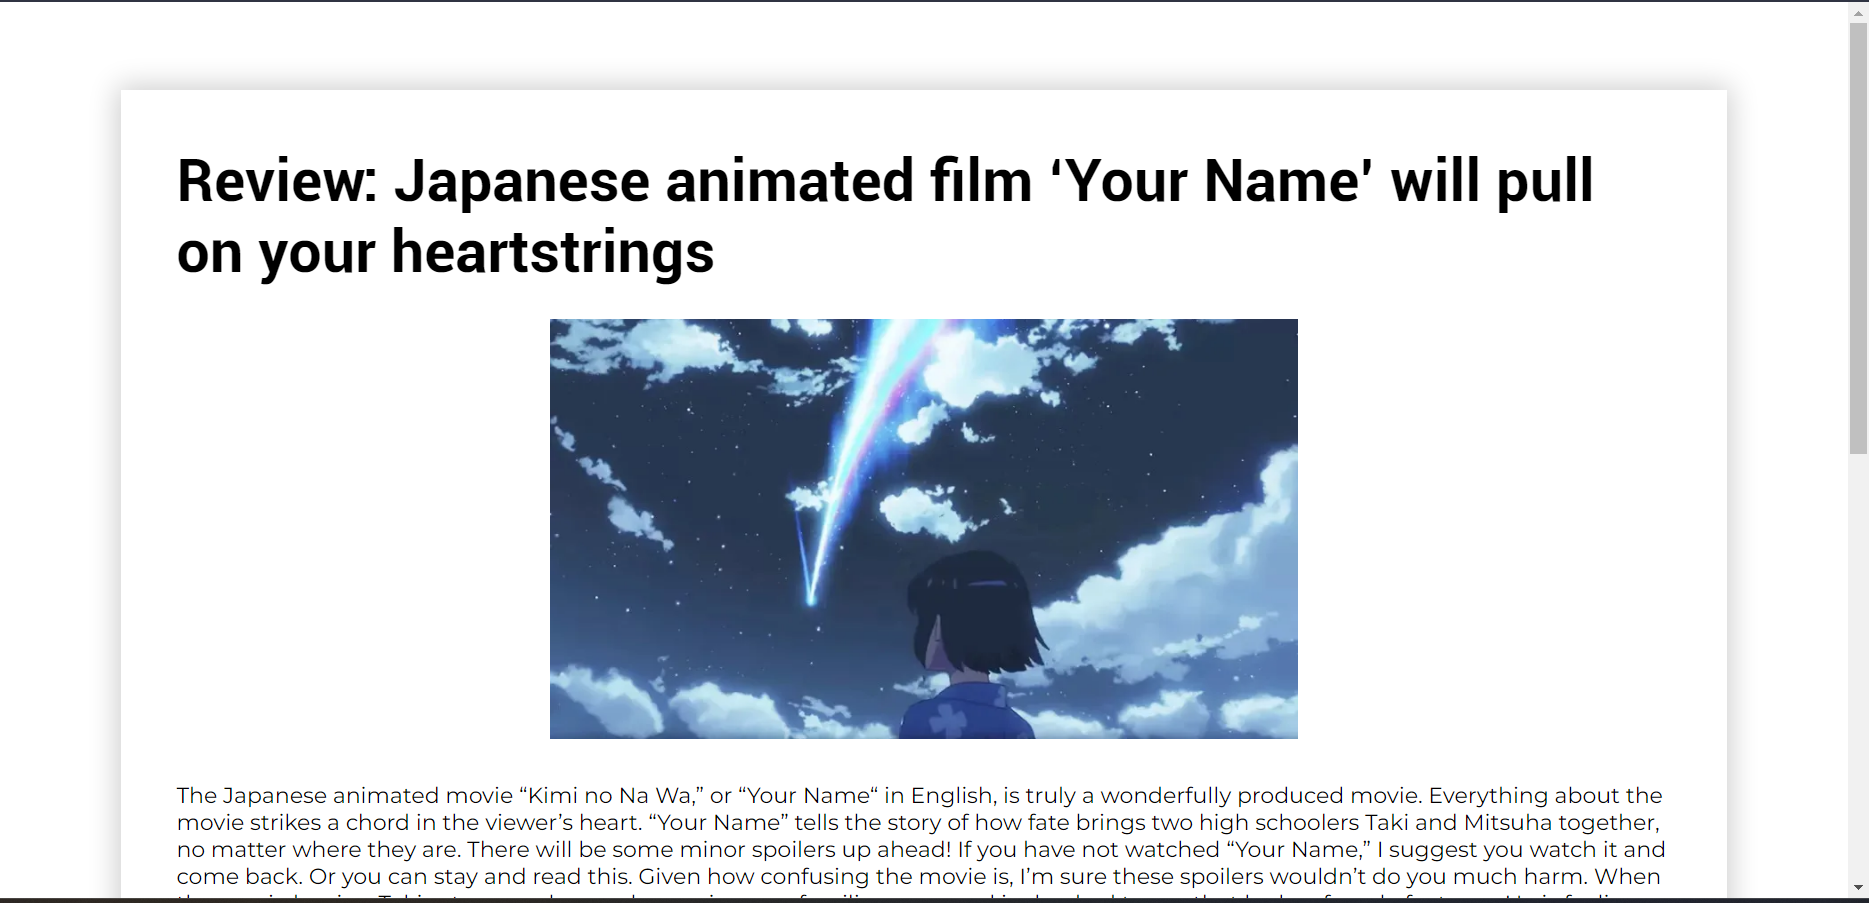 Review: Japanese animated film ‘Your Name’ will pull
on your heartstrings
The Japanese animated movie “Kimi no Na Wa,” or “Your Name“ in English, is truly a wonderfully produced movie. Everything about the
movie strikes a chord in the viewer’s heart. “Your Name” tells the story of how fate brings two high schoolers Taki and Mitsuha together,
no matter where they are. There will be some minor spoilers up ahead! If you have not watched “Your Name,” I suggest you watch it and
come back. Or you can stay and read this. Given how confusing the movie is, I’m sure these spoilers wouldn’t do you much harm. When